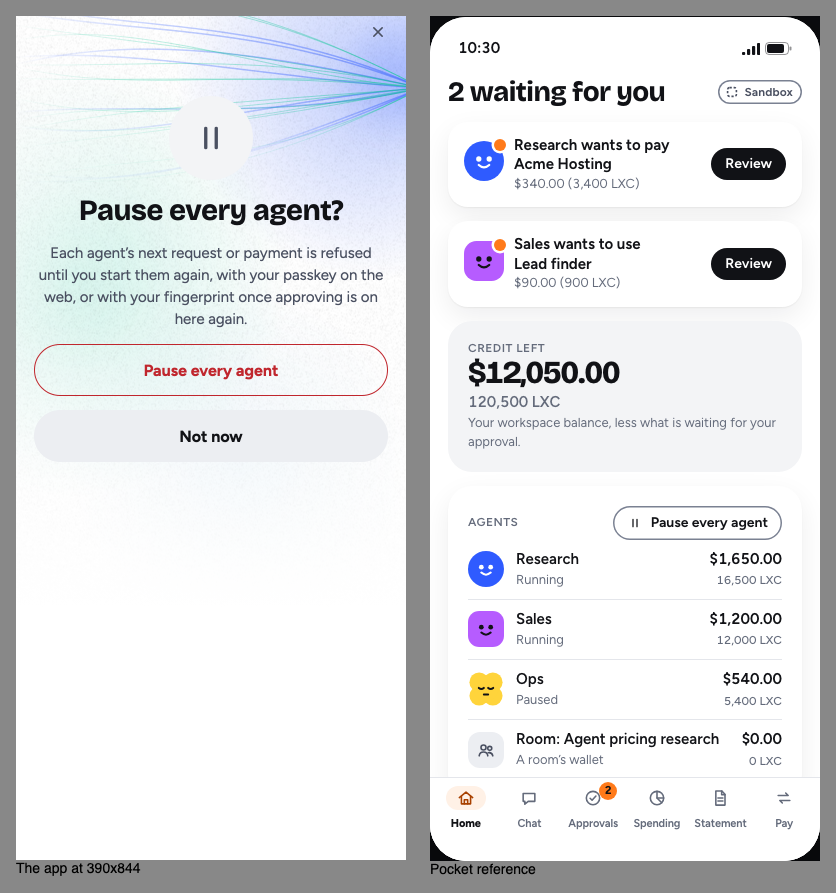 Pause every agent?
Each agent's next request or payment is refused
until you start them again, with your passkey on the
web, or with your fingerprint once approving is on
here again.
Pause every agent
Not now
The app at 390x844
10:30
2 waiting for you
Sandbox
Research wants to pay
Acme Hosting
$340.00 (3,400 LXC)
Review
Sales wants to use
Lead finder
$90.00 (900 LXC)
Review
CREDIT LEFT
$12,050.00
120,500 LXC
Your workspace balance, less what is waiting for your
approval.
AGENTS
Pause every agent
Research
$1,650.00
Running
16,500 LXC
Sales
$1,200.00
Running
12,000 LXC
Ops
$540.00
Paused
5,400 LXC
Room: Agent pricing research
$0.00
A room's wallet
0 LXC
2
Home
Chat
Approvals
Spending
Statement
Pay
Pocket reference